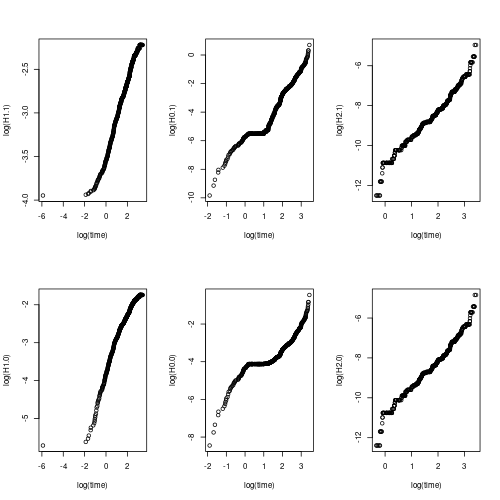 log(H1.1)
-2.5
-3.0
-3.5
-4.0
-6 -4 -2 0 2
log(time)
log(H0.1)
0
-2
-4
-6
-8
-10
-2 -1 0 1 2 3
log(time)
log(H2.1)
-6
-8
-10
-12
0 1 2 3
log(time)
log(H1.0)
-2
-3
-4
-5
-6 -4 -2 0 2
log(time)
log(H0.0)
-2
-4
-6
-8
-2 -1 0 1 2 3
log(time)
log(H2.0)
-6
-8
-10
-12
0 1 2 3
log(time)